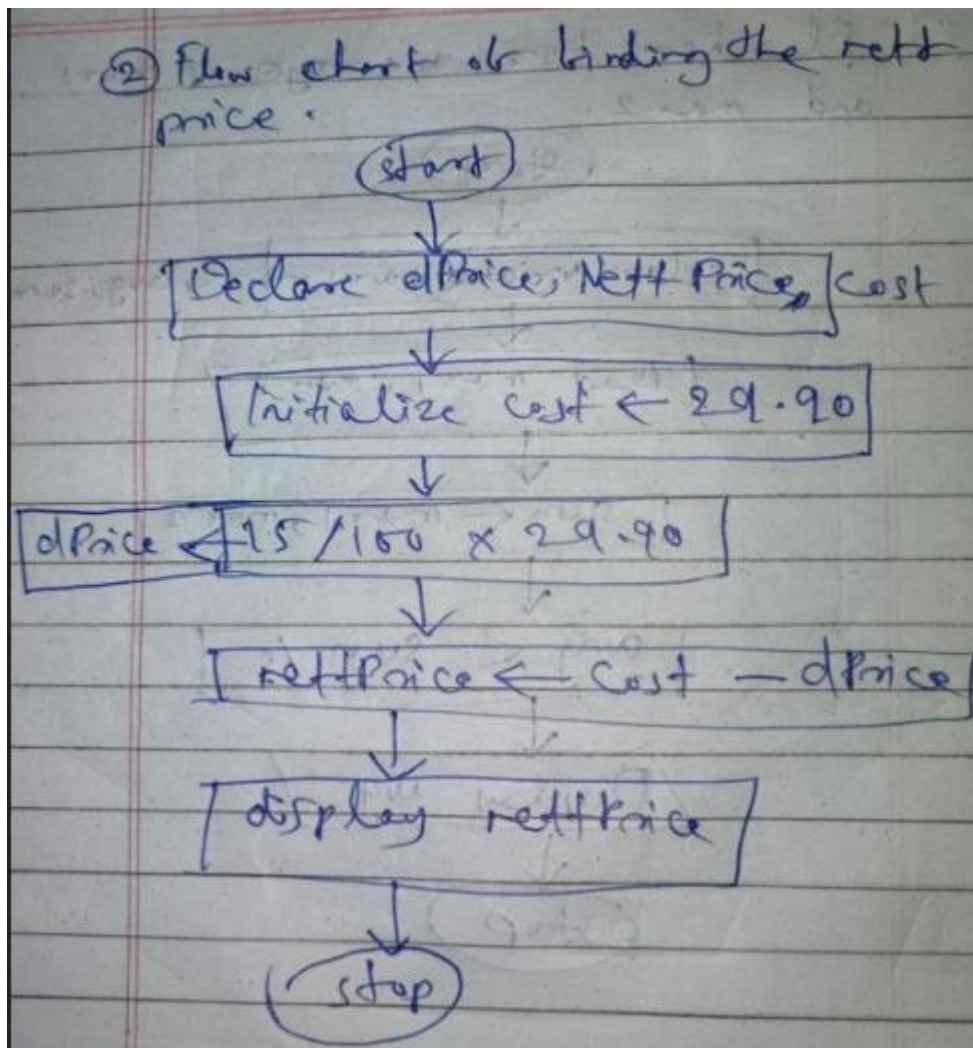 ② Flow chart of finding the nett
price.
start
Declare dPrice, Nett Price, cost
Initialize cost ← 29.90
dPrice ← 15/100 x 29.90
nettPrice ← Cost - dPrice
display nettPrice
stop